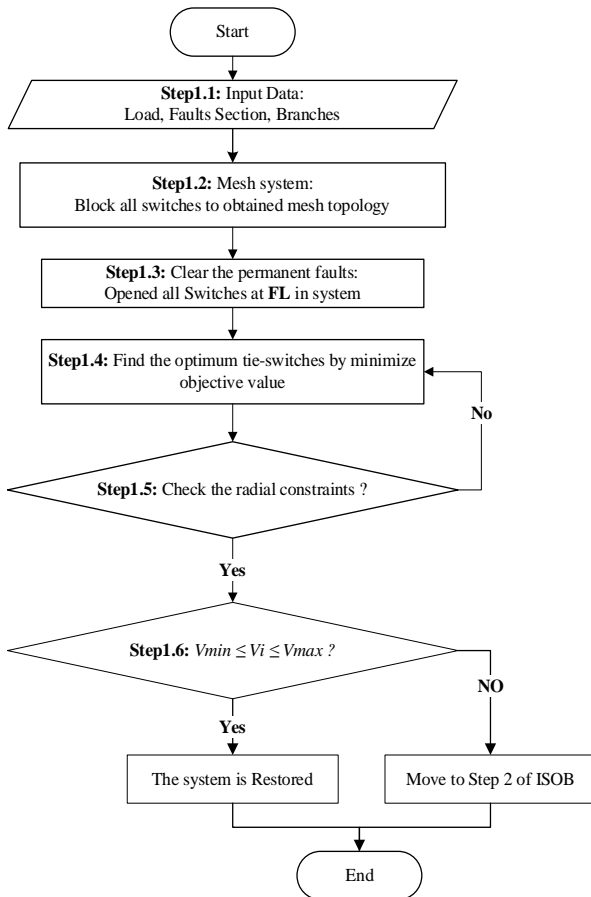 Start
Step1.1: Input Data:
Load, Faults Section, Branches
Step1.2: Mesh system:
Block all switches to obtained mesh topology
Step1.3: Clear the permanent faults:
Opened all Switches at FL in system
Step1.4: Find the optimum tie-switches by minimize
objective value
No
Step1.5: Check the radial constraints ?
Yes
Step1.6: Vmin ≤ Vi ≤ Vmax ?
NO
Yes
The system is Restored
Move to Step 2 of ISOB
End